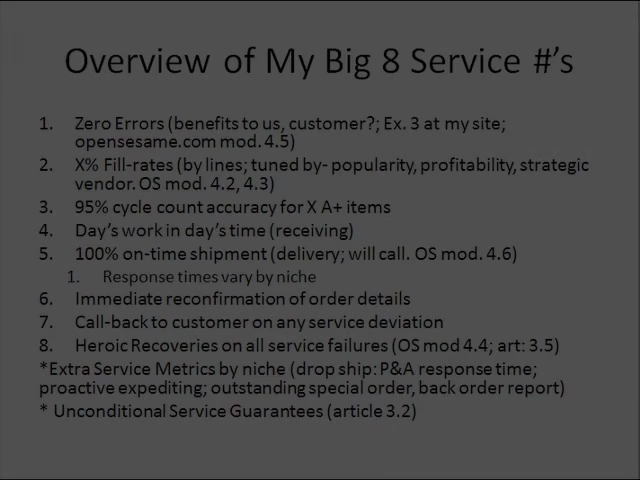 Overview of My Big 8 Service #'s
1. Zero Errors (benefits to us, customer?; Ex. 3 at my site;
opensesame.com mod. 4.5)
2. X% Fill-rates (by lines; tuned by- popularity, profitability, strategic
vendor. OS mod. 4.2, 4.3)
3. 95% cycle count accuracy for X A+ items
4. Day's work in day's time (receiving)
5. 100% on-time shipment (delivery; will call. OS mod. 4.6)
1. Response times vary by niche
6. Immediate reconfirmation of order details
7. Call-back to customer on any service deviation
8. Heroic Recoveries on all service failures (OS mod 4.4; art: 3.5)
*Extra Service Metrics by niche (drop ship: P&A response time;
proactive expediting; outstanding special order, back order report)
* Unconditional Service Guarantees (article 3.2)